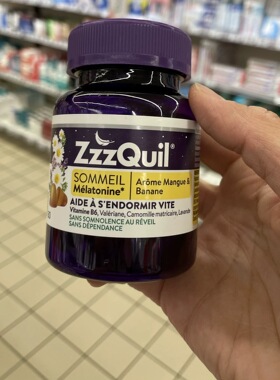 ZzzQuil®
SOMMEIL
Mélatonine*
Arôme Mangue &
Banane
AIDE À S'ENDORMIR VITE
Vitamine B6, Valériane, Camomille matricaire, Lavande
SANS SOMNOLENCE AU RÉVEIL
SANS DÉPENDANCE